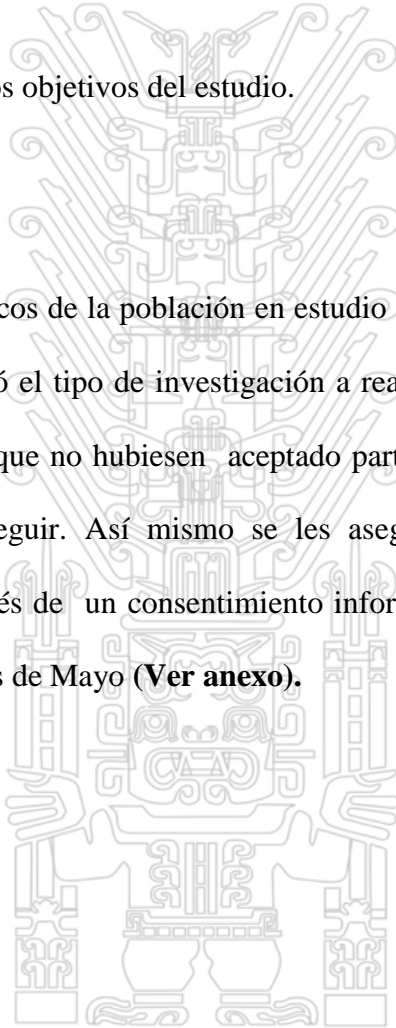 os objetivos del estudio.
cos de la población en estudio
ó el tipo de investigación a rea
que no hubiesen aceptado part
eguir. Así mismo se les aseg
és de un consentimiento infor
s de Mayo (Ver anexo).